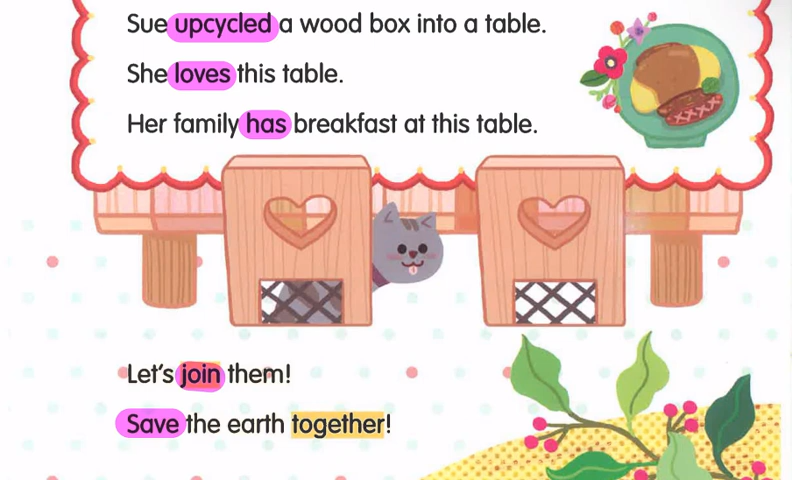 Sue upcycled a wood box into a table.
She loves this table.
Her family has breakfast at this table.
Let's join them!
Save the earth together!